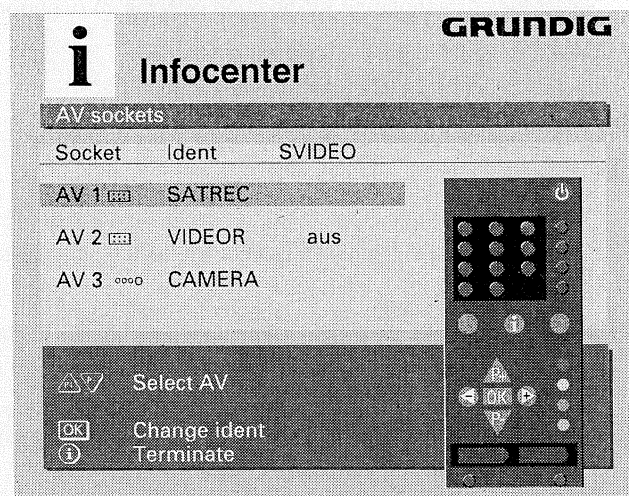 GRUNDIG
i Infocenter
AV sockets
Socket Ident SVIDEO
AV 1 SATREC
AV 2 VIDEOR aus
AV 3 CAMERA
Select AV
OK Change ident
i Terminate
i
P+
- OK +
P-